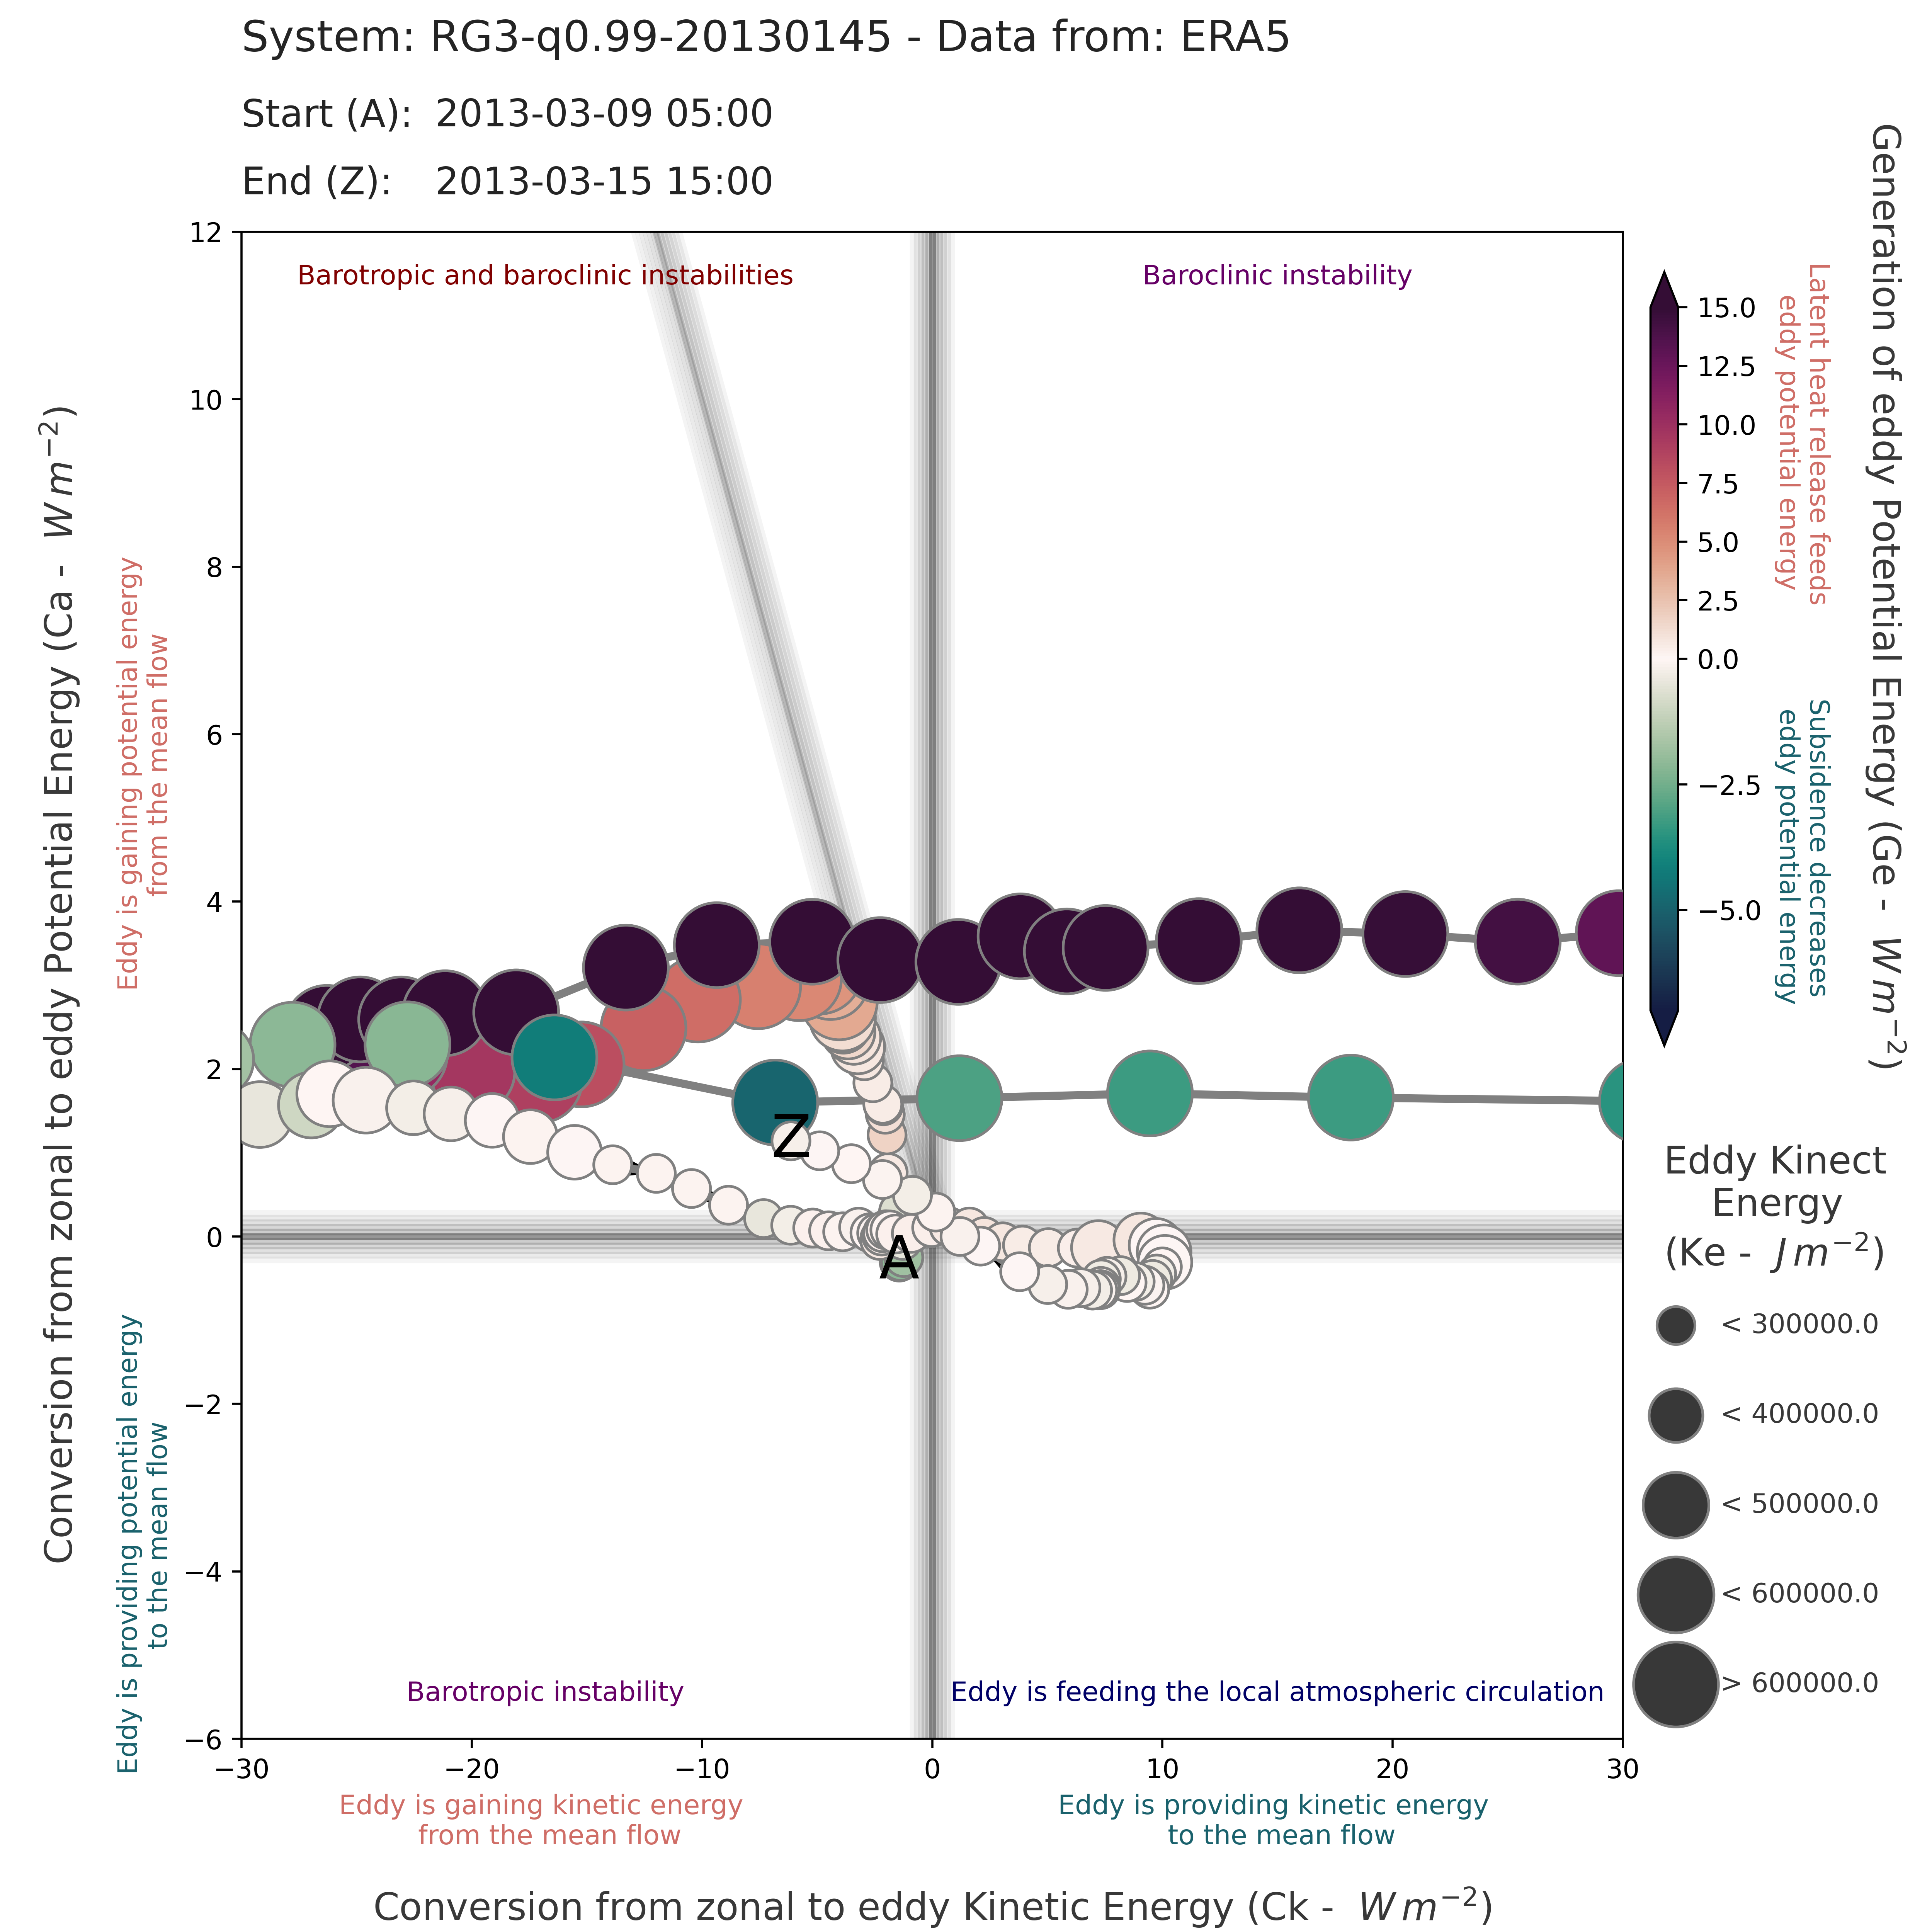 System: RG3-q0.99-20130145 - Data from: ERA5
Start (A): 2013-03-09 05:00
End (Z): 2013-03-15 15:00
Barotropic and baroclinic instabilities
Baroclinic instability
Barotropic instability
Eddy is feeding the local atmospheric circulation
A
Z
12
10
8
6
4
2
0
−2
−4
−6
−30
−20
−10
0
10
20
30
Eddy is gaining kinetic energy
from the mean flow
Eddy is providing kinetic energy
to the mean flow
Conversion from zonal to eddy Kinetic Energy (Ck - W m⁻²)
Conversion from zonal to eddy Potential Energy (Ca - W m⁻²)
Eddy is gaining potential energy
from the mean flow
Eddy is providing potential energy
to the mean flow
15.0
12.5
10.0
7.5
5.0
2.5
0.0
−2.5
−5.0
Latent heat release feeds
eddy potential energy
Subsidence decreases
eddy potential energy
Generation of eddy Potential Energy (Ge - W m⁻²)
Eddy Kinect
Energy
(Ke - J m⁻²)
< 300000.0
< 400000.0
< 500000.0
< 600000.0
> 600000.0